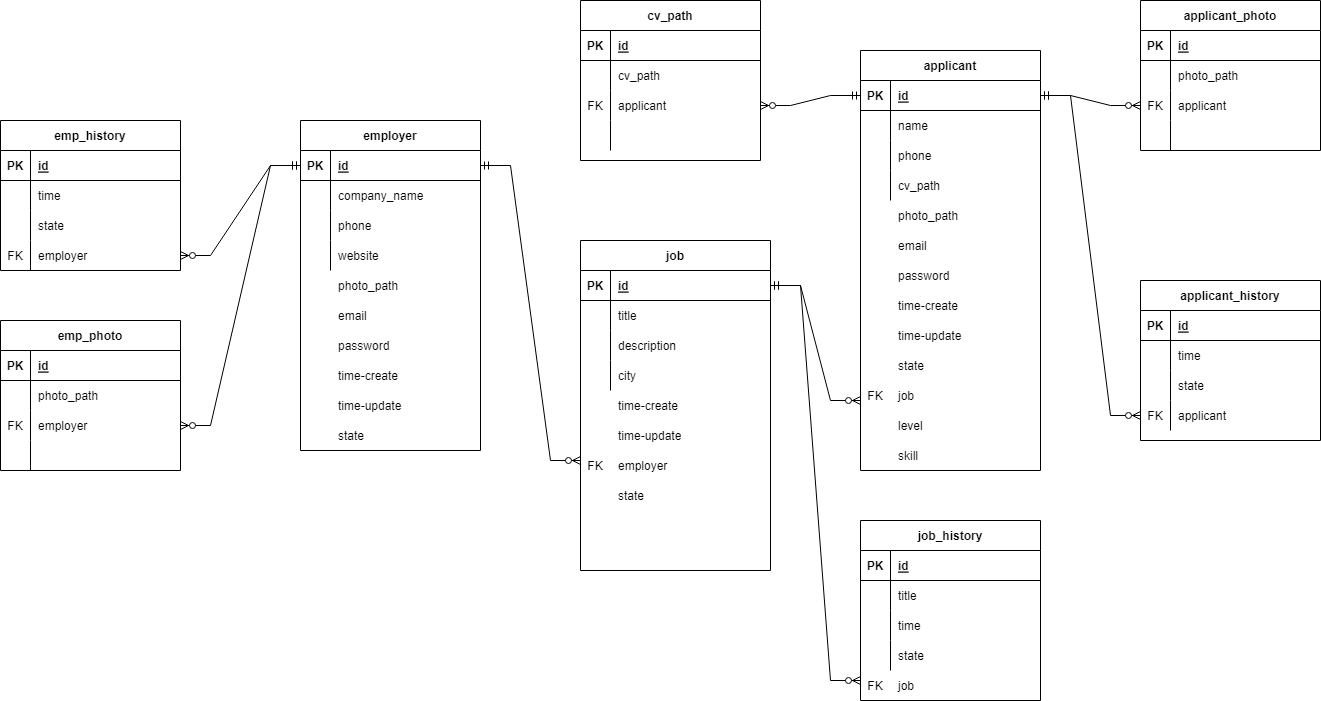 cv_path
PK id
cv_path
FK applicant
applicant_photo
PK id
photo_path
FK applicant
applicant
PK id
name
phone
cv_path
photo_path
email
password
time-create
time-update
state
FK job
level
skill
emp_history
PK id
time
state
FK employer
employer
PK id
company_name
phone
website
photo_path
email
password
time-create
time-update
state
job
PK id
title
description
city
time-create
time-update
FK employer
state
applicant_history
PK id
time
state
FK applicant
emp_photo
PK id
photo_path
FK employer
job_history
PK id
title
time
state
FK job